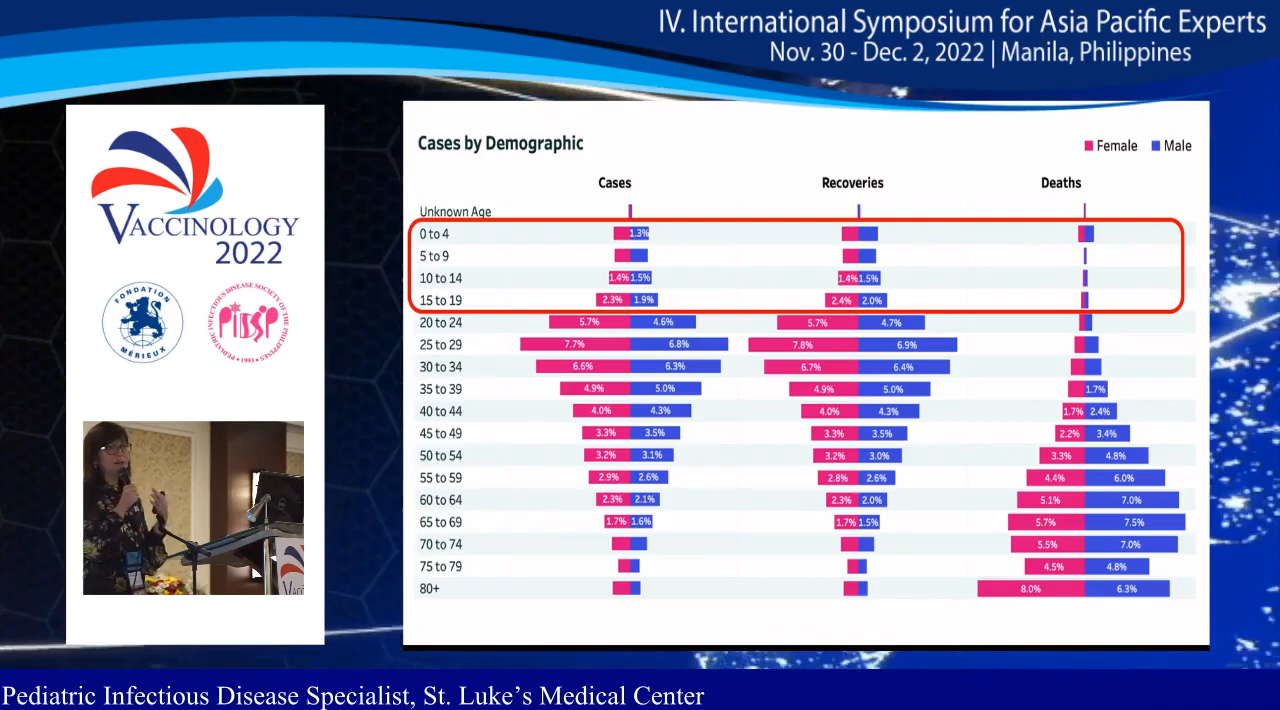 IV. International Symposium for Asia Pacific Experts
Nov. 30 - Dec. 2, 2022 | Manila, Philippines
VACCINOLOGY
2022
FONDATION
MÉRIEUX
PEDIATRIC INFECTIOUS DISEASE SOCIETY OF THE PHILIPPINES
PIDSP
• 1993 •
Cases by Demographic
Female Male
Cases Recoveries Deaths
Unknown Age
0 to 4 1.3%
5 to 9
10 to 14 1.4% 1.5% 1.4% 1.5%
15 to 19 2.3% 1.9% 2.4% 2.0%
20 to 24 5.7% 4.6% 5.7% 4.7%
25 to 29 7.7% 6.8% 7.8% 6.9%
30 to 34 6.6% 6.3% 6.7% 6.4%
35 to 39 4.9% 5.0% 4.9% 5.0% 1.7%
40 to 44 4.0% 4.3% 4.0% 4.3% 1.7% 2.4%
45 to 49 3.3% 3.5% 3.3% 3.5% 2.2% 3.4%
50 to 54 3.2% 3.1% 3.2% 3.0% 3.3% 4.8%
55 to 59 2.9% 2.6% 2.8% 2.6% 4.4% 6.0%
60 to 64 2.3% 2.1% 2.3% 2.0% 5.1% 7.0%
65 to 69 1.7% 1.6% 1.7% 1.5% 5.7% 7.5%
70 to 74 5.5% 7.0%
75 to 79 4.5% 4.8%
80+ 8.0% 6.3%
Pediatric Infectious Disease Specialist, St. Luke’s Medical Center